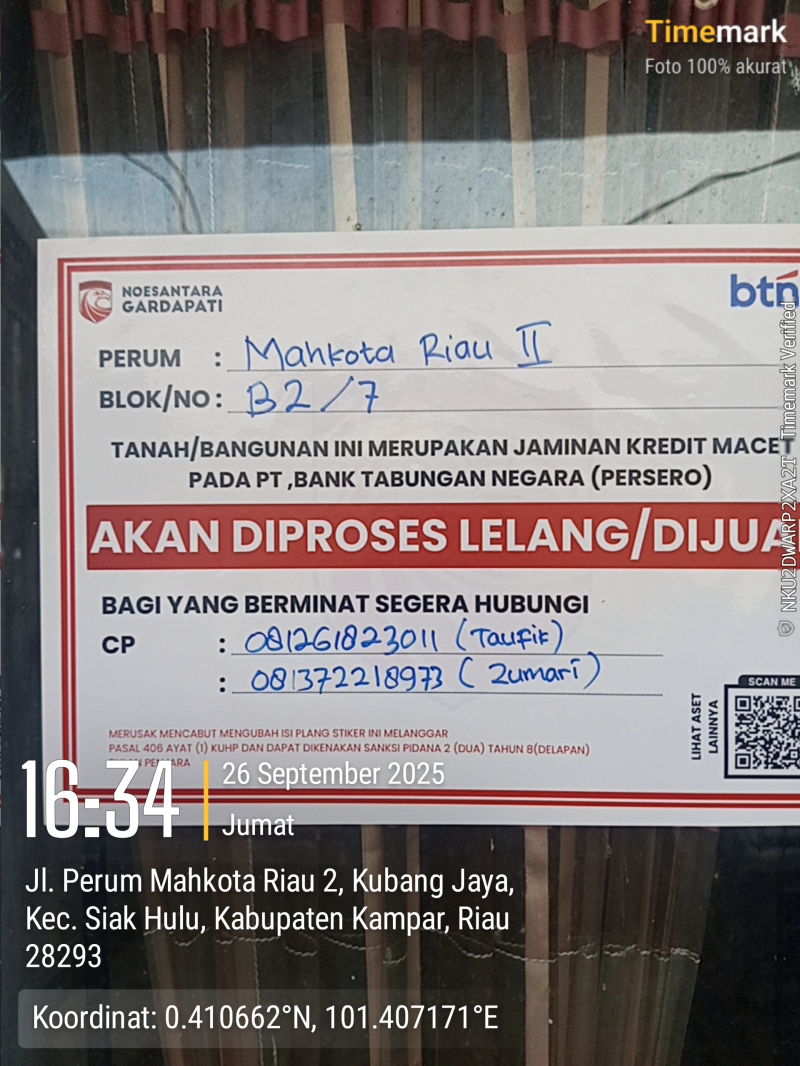 Timemark
Foto 100% akurat
NOESANTARA
GARDAPATI
btn
PERUM : Mahkota Riau II
BLOK/NO : B2/7
TANAH/BANGUNAN INI MERUPAKAN JAMINAN KREDIT MACET
PADA PT ,BANK TABUNGAN NEGARA (PERSERO)
AKAN DIPROSES LELANG/DIJUA
BAGI YANG BERMINAT SEGERA HUBUNGI
CP : 081261823011 (Taufik)
: 081372218973 (Zumari)
SCAN ME
LIHAT ASET
LAINNYA
MERUSAK MENCABUT MENGUBAH ISI PLANG STIKER INI MELANGGAR
PASAL 406 AYAT (1) KUHP DAN DAPAT DIKENAKAN SANKSI PIDANA 2 (DUA) TAHUN 8(DELAPAN)
16:34
26 September 2025
Jumat
Jl. Perum Mahkota Riau 2, Kubang Jaya,
Kec. Siak Hulu, Kabupaten Kampar, Riau
28293
Koordinat: 0.410662°N, 101.407171°E
NKU2DWARP2XA2T Timemark Verified